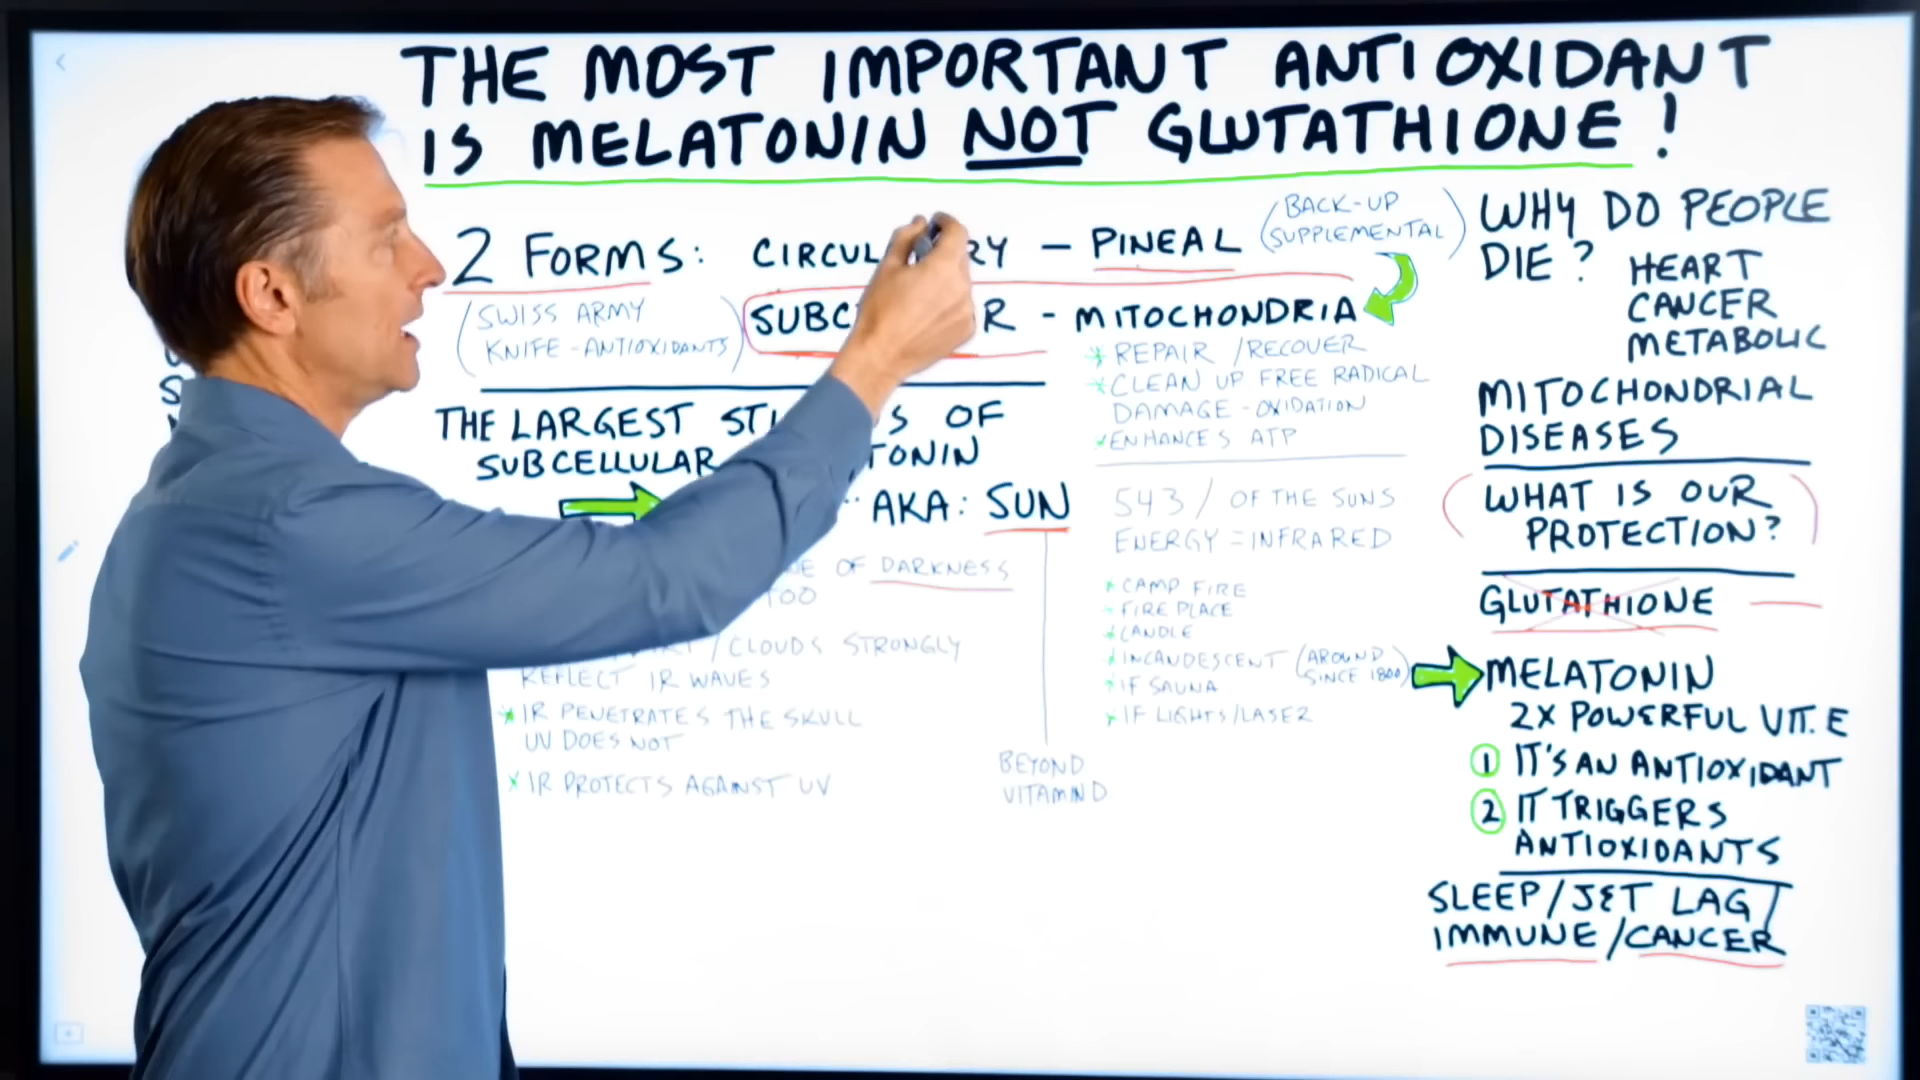 THE MOST IMPORTANT ANTIOXIDANT
IS MELATONIN NOT GLUTATHIONE!
2 FORMS: CIRCUL RY – PINEAL (BACK-UP
SUPPLEMENTAL)
(SWISS ARMY
KNIFE-ANTIOXIDANTS)
SUBC R - MITOCHONDRIA
REPAIR/RECOVER
CLEAN UP FREE RADICAL
DAMAGE-OXIDATION
ENHANCES ATP
THE LARGEST STI S OF
SUBCELLULAR TONIN
AKA: SUN
OF DARKNESS
TOO
/CLOUDS STRONGLY
REFLECT IR WAVES
IR PENETRATES THE SKULL
UV DOES NOT
IR PROTECTS AGAINST UV
BEYOND
VITAMIN D
543/ OF THE SUNS
ENERGY = INFRARED
CAMP FIRE
FIRE PLACE
CANDLE
INCANDESCENT (AROUND
SINCE 1800)
IF SAUNA
IF LIGHTS/LASER
WHY DO PEOPLE
DIE? HEART
CANCER
METABOLIC
MITOCHONDRIAL
DISEASES
(WHAT IS OUR
PROTECTION?)
GLUTATHIONE
MELATONIN
2X POWERFUL VIT. E
1 IT'S AN ANTIOXIDANT
2 IT TRIGGERS
ANTIOXIDANTS
SLEEP/JET LAG/
IMMUNE/CANCER